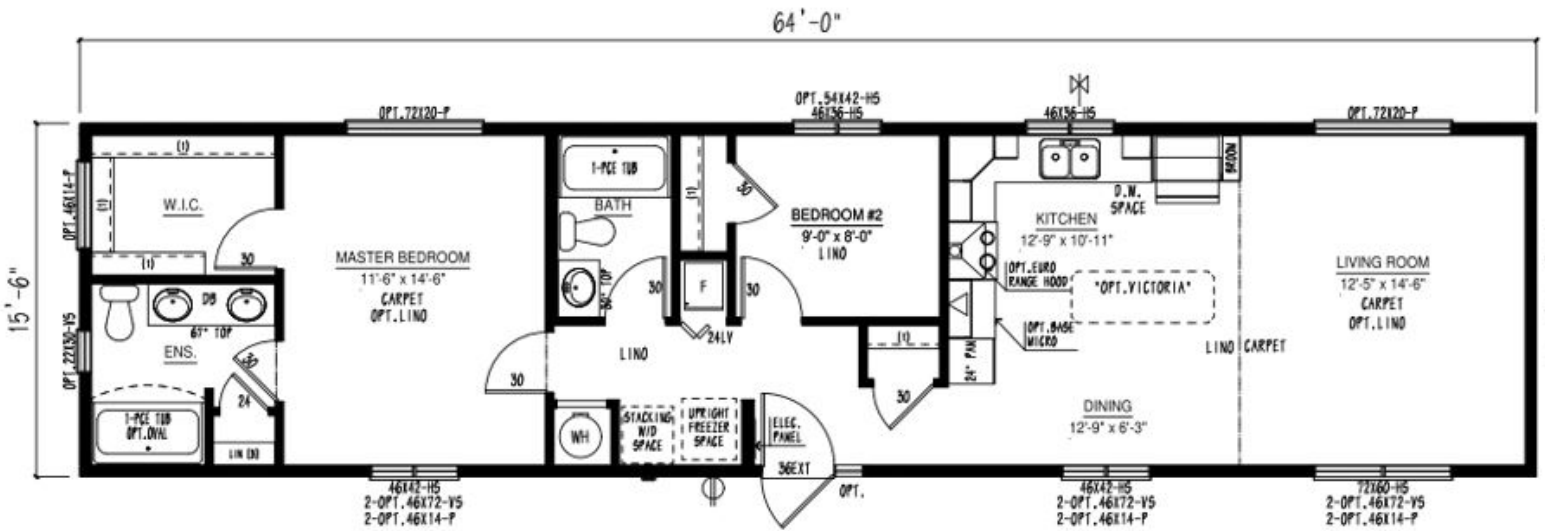 64'-0"
15'-6"
OPT.72X20-P
OPT.54X42-H5
46X36-H5
46X36-H5
OPT.72X20-P
OPT.46X14-P
OPT.22X30-V5
(1)
(1)
W.I.C.
(1)
30
MASTER BEDROOM
11'-6" x 14'-6"
CARPET
OPT.LINO
DB
67" TOP
ENS.
30
24
1-PCE TUB
OPT.OVAL
LIN (3)
30
1-PCE TUB
BATH
30" TOP
30
(1)
30
BEDROOM #2
9'-0" x 8'-0"
LINO
F
30
24LV
LINO
WH
STACKING
W/D
SPACE
UPRIGHT
FREEZER
SPACE
ELEC.
PANEL
36EXT
(1)
30
D.W.
SPACE
BROOM
KITCHEN
12'-9" x 10'-11"
OPT.EURO
RANGE HOOD
"OPT.VICTORIA"
OPT.BASE
MICRO
24" PAN
LINO
CARPET
DINING
12'-9" x 6'-3"
LIVING ROOM
12'-5" x 14'-6"
CARPET
OPT.LINO
46X42-H5
2-OPT.46X72-V5
2-OPT.46X14-P
OPT.
46X42-H5
2-OPT.46X72-V5
2-OPT.46X14-P
72X60-H5
2-OPT.46X72-V5
2-OPT.46X14-P